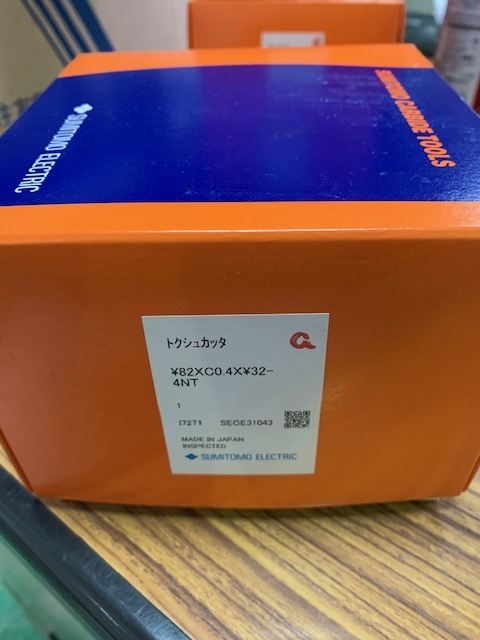 SUMITOMO CARBIDE TOOLS
SUMITOMO ELECTRIC
トクシュカッタ
¥82XC0.4X¥32-
4NT
1
I7271 SECE31043
MADE IN JAPAN
INSPECTED
SUMITOMO ELECTRIC